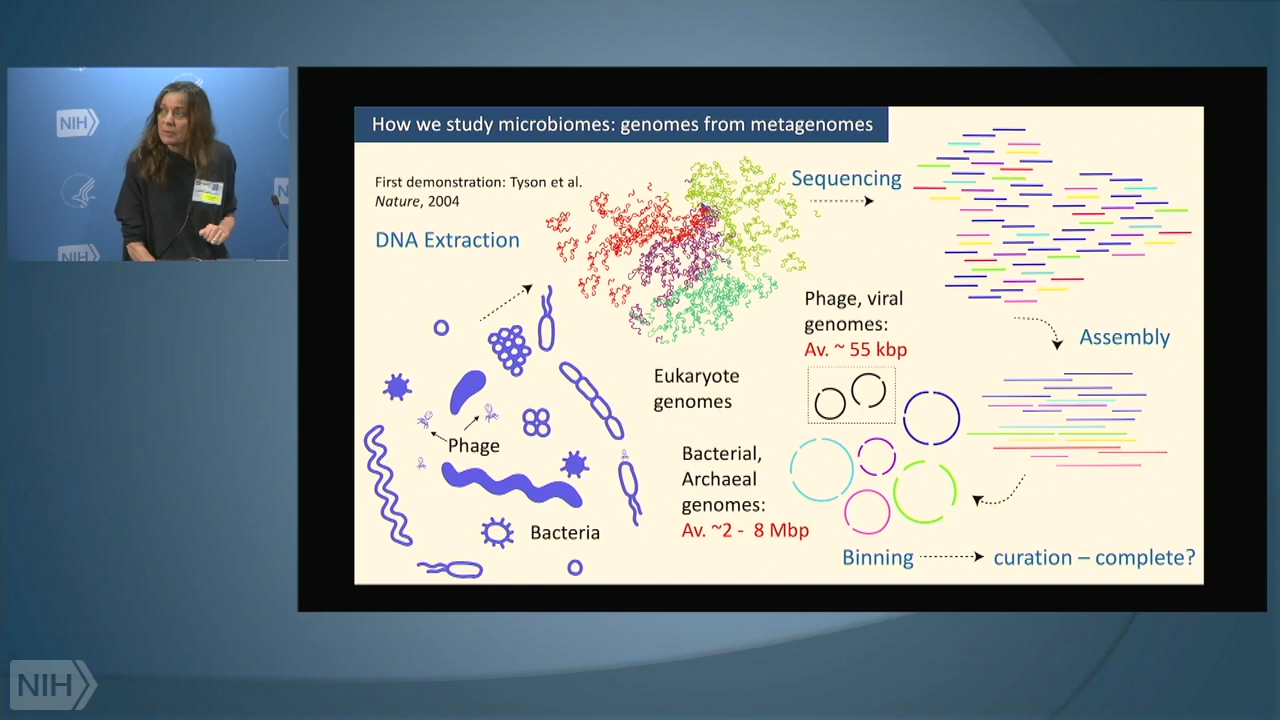 How we study microbiomes: genomes from metagenomes
First demonstration: Tyson et al.
Nature, 2004
DNA Extraction
Sequencing
Phage, viral
genomes:
Av. ~ 55 kbp
Assembly
Eukaryote
genomes
Phage
Bacterial,
Archaeal
genomes:
Av. ~2 - 8 Mbp
Bacteria
Binning
curation – complete?
NIH
NIH
N
NIH